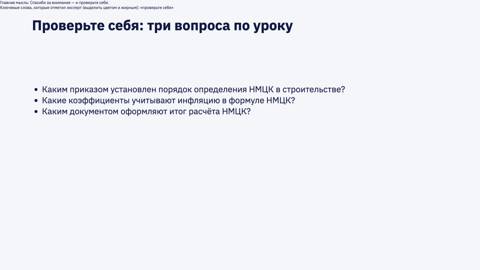 Главная мысль: Спасибо за внимание — и проверьте себя.
Ключевые слова, которые отметил эксперт (выделить цветом и жирным): «проверьте себя»
Проверьте себя: три вопроса по уроку
• Каким приказом установлен порядок определения НМЦК в строительстве?
• Какие коэффициенты учитывают инфляцию в формуле НМЦК?
• Каким документом оформляют итог расчёта НМЦК?